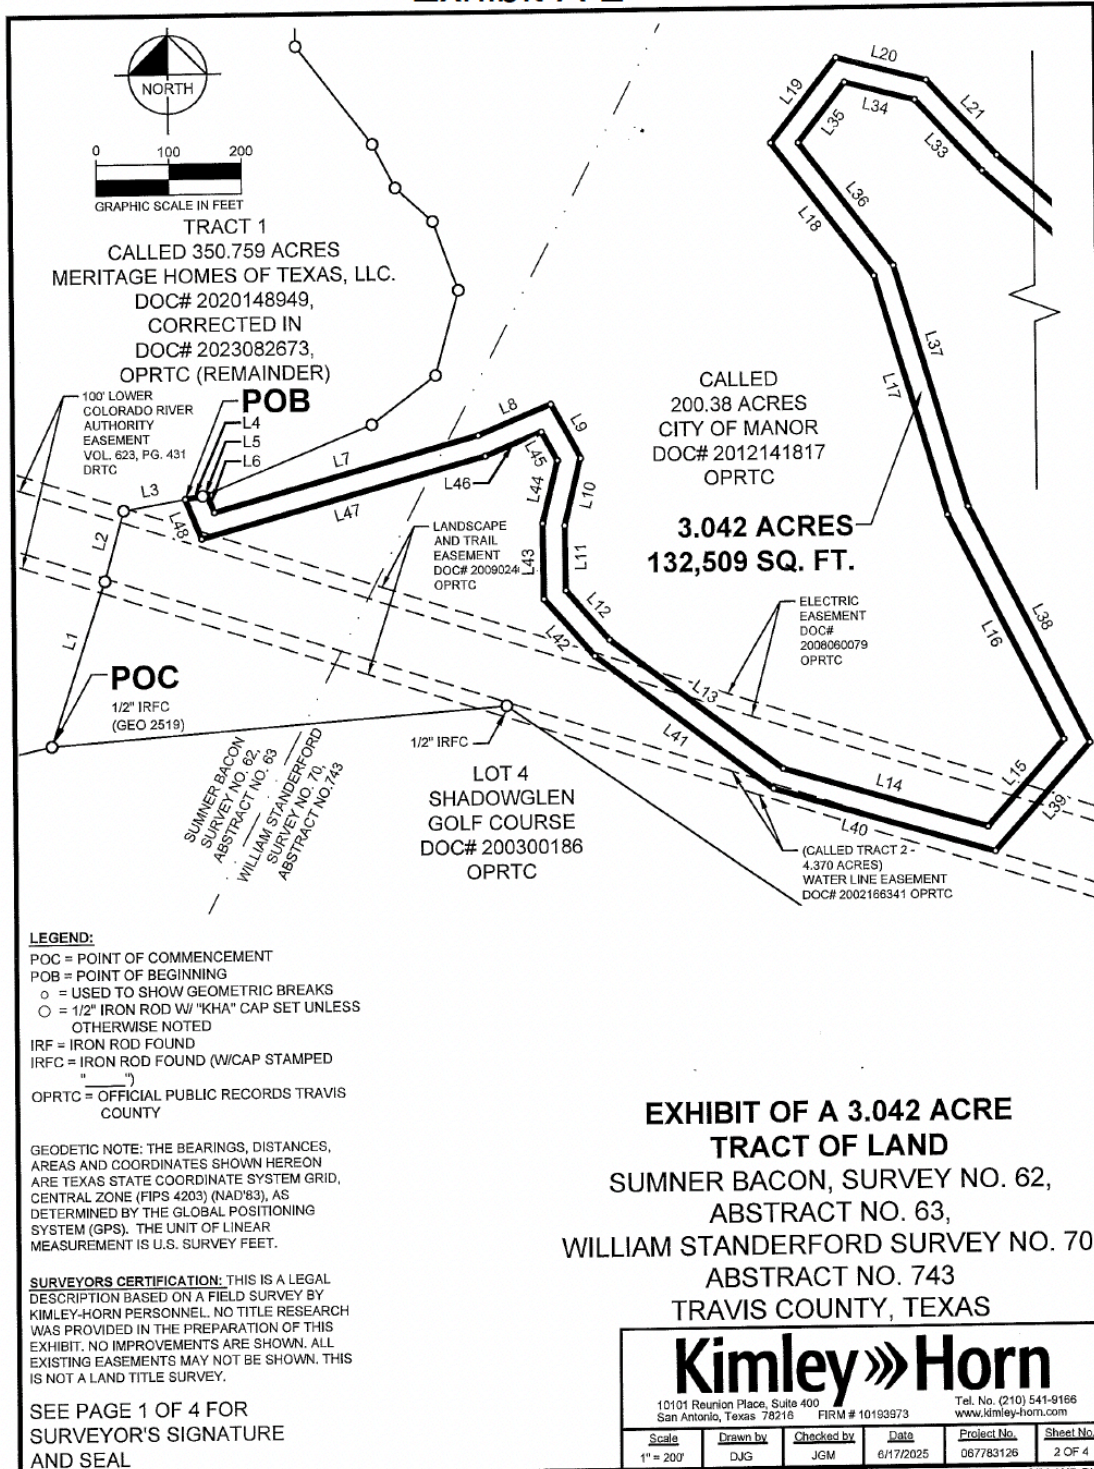 NORTH
0 100 200
GRAPHIC SCALE IN FEET
TRACT 1
CALLED 350.759 ACRES
MERITAGE HOMES OF TEXAS, LLC.
DOC# 2020148949,
CORRECTED IN
DOC# 2023082673,
OPRTC (REMAINDER)
100' LOWER
COLORADO RIVER
AUTHORITY
EASEMENT
VOL. 623, PG. 431
DRTC
POB
L4
L5
L6
L3
L2
L1
L48
L7
L47
L8
L9
L45
L46
L44
L10
L43
L11
L12
L42
L13
L41
L14
L40
L15
L39
L16
L38
L17
L37
L18
L36
L19
L35
L20
L34
L21
L33
LANDSCAPE
AND TRAIL
EASEMENT
DOC# 2009024
OPRTC
CALLED
200.38 ACRES
CITY OF MANOR
DOC# 2012141817
OPRTC
3.042 ACRES
132,509 SQ. FT.
ELECTRIC
EASEMENT
DOC#
2008060079
OPRTC
POC
1/2" IRFC
(GEO 2519)
1/2" IRFC
SUMNER BACON
SURVEY NO. 62,
ABSTRACT NO. 63
WILLIAM STANDERFORD
SURVEY NO. 70,
ABSTRACT NO.743
LOT 4
SHADOWGLEN
GOLF COURSE
DOC# 200300186
OPRTC
(CALLED TRACT 2 -
4.370 ACRES)
WATER LINE EASEMENT
DOC# 2002166341 OPRTC
LEGEND:
POC = POINT OF COMMENCEMENT
POB = POINT OF BEGINNING
= USED TO SHOW GEOMETRIC BREAKS
= 1/2" IRON ROD W/ "KHA" CAP SET UNLESS
OTHERWISE NOTED
IRF = IRON ROD FOUND
IRFC = IRON ROD FOUND (W/CAP STAMPED
"_____")
OPRTC = OFFICIAL PUBLIC RECORDS TRAVIS
COUNTY
GEODETIC NOTE: THE BEARINGS, DISTANCES,
AREAS AND COORDINATES SHOWN HEREON
ARE TEXAS STATE COORDINATE SYSTEM GRID,
CENTRAL ZONE (FIPS 4203) (NAD'83), AS
DETERMINED BY THE GLOBAL POSITIONING
SYSTEM (GPS). THE UNIT OF LINEAR
MEASUREMENT IS U.S. SURVEY FEET.
SURVEYORS CERTIFICATION: THIS IS A LEGAL
DESCRIPTION BASED ON A FIELD SURVEY BY
KIMLEY-HORN PERSONNEL. NO TITLE RESEARCH
WAS PROVIDED IN THE PREPARATION OF THIS
EXHIBIT. NO IMPROVEMENTS ARE SHOWN. ALL
EXISTING EASEMENTS MAY NOT BE SHOWN. THIS
IS NOT A LAND TITLE SURVEY.
SEE PAGE 1 OF 4 FOR
SURVEYOR'S SIGNATURE
AND SEAL
EXHIBIT OF A 3.042 ACRE
TRACT OF LAND
SUMNER BACON, SURVEY NO. 62,
ABSTRACT NO. 63,
WILLIAM STANDERFORD SURVEY NO. 70
ABSTRACT NO. 743
TRAVIS COUNTY, TEXAS
Kimley»Horn
10101 Reunion Place, Suite 400
San Antonio, Texas 78216 FIRM # 10193973
Tel. No. (210) 541-9166
www.kimley-horn.com
Scale Drawn by Checked by Date Project No. Sheet No.
1" = 200' DJG JGM 6/17/2025 067783126 2 OF 4